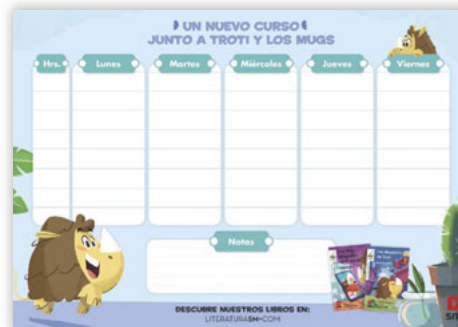 UN NUEVO CURSO
JUNTO A TROTI Y LOS MUGS
Hrs. Lunes Martes Miércoles Jueves Viernes
Notas
DESCUBRE NUESTROS LIBROS EN:
LITERATURASM•COM
sm